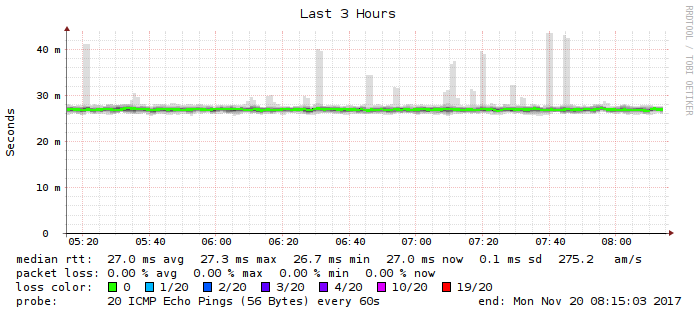 Last 3 Hours
RRDTOOL / TOBI OETIKER
Seconds
40 m
30 m
20 m
10 m
0
05:20 05:40 06:00 06:20 06:40 07:00 07:20 07:40 08:00
median rtt: 27.0 ms avg 27.3 ms max 26.7 ms min 27.0 ms now 0.1 ms sd 275.2 am/s
packet loss: 0.00 % avg 0.00 % max 0.00 % min 0.00 % now
loss color: 0 1/20 2/20 3/20 4/20 10/20 19/20
probe: 20 ICMP Echo Pings (56 Bytes) every 60s end: Mon Nov 20 08:15:03 2017